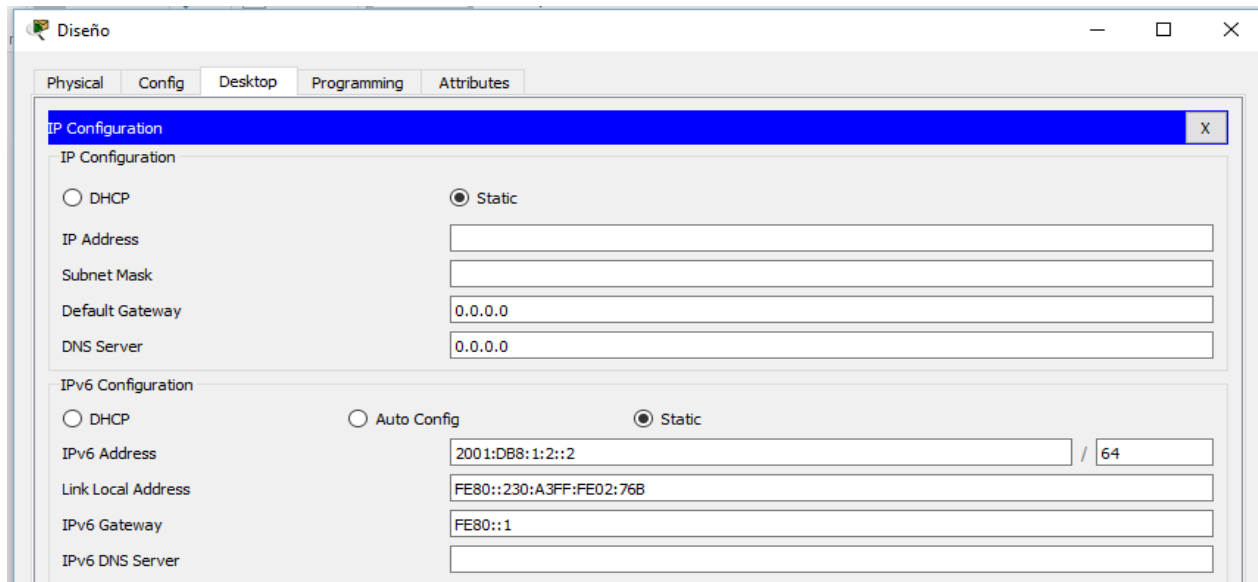 Diseño
Physical Config Desktop Programming Attributes
IP Configuration X
IP Configuration
DHCP Static
IP Address
Subnet Mask
Default Gateway 0.0.0.0
DNS Server 0.0.0.0
IPv6 Configuration
DHCP Auto Config Static
IPv6 Address 2001:DB8:1:2::2 / 64
Link Local Address FE80::230:A3FF:FE02:76B
IPv6 Gateway FE80::1
IPv6 DNS Server